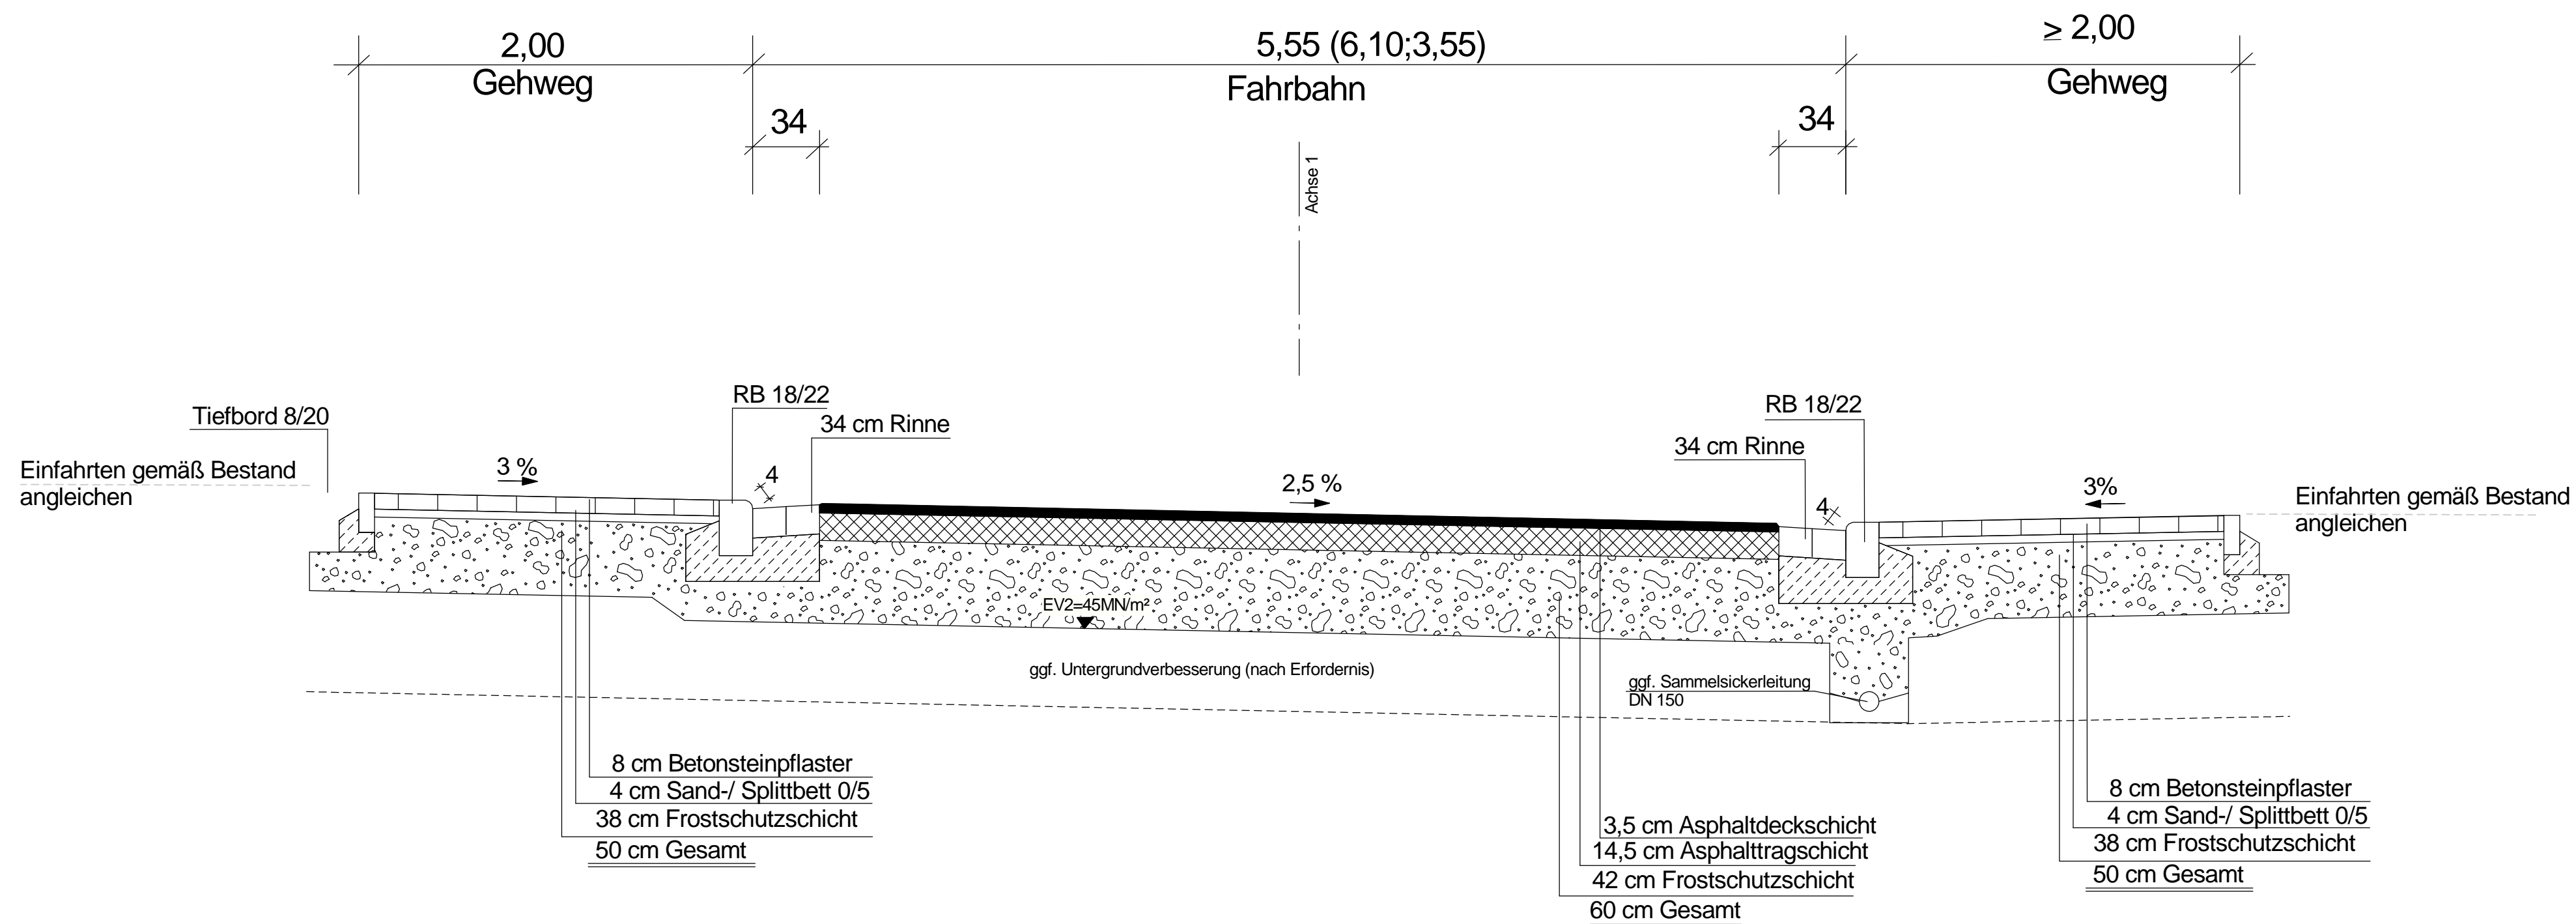 2,00
Gehweg
5,55 (6,10;3,55)
Fahrbahn
≥ 2,00
Gehweg
34
34
Achse 1
Tiefbord 8/20
RB 18/22
34 cm Rinne
RB 18/22
34 cm Rinne
Einfahrten gemäß Bestand
angleichen
3 %
4
2,5 %
4
3%
Einfahrten gemäß Bestand
angleichen
EV2=45MN/m²
ggf. Untergrundverbesserung (nach Erfordernis)
ggf. Sammelsickerleitung
DN 150
8 cm Betonsteinpflaster
4 cm Sand-/ Splittbett 0/5
38 cm Frostschutzschicht
50 cm Gesamt
3,5 cm Asphaltdeckschicht
14,5 cm Asphalttragschicht
42 cm Frostschutzschicht
60 cm Gesamt
8 cm Betonsteinpflaster
4 cm Sand-/ Splittbett 0/5
38 cm Frostschutzschicht
50 cm Gesamt